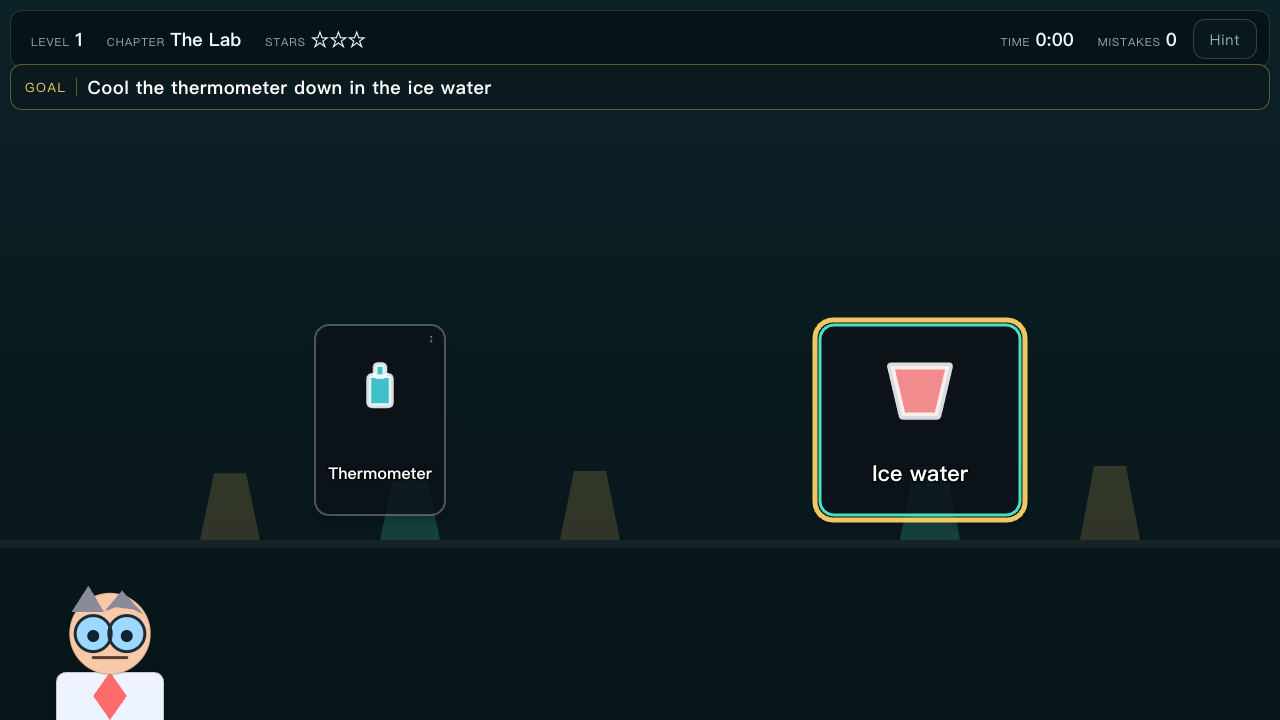 LEVEL 1 CHAPTER The Lab STARS ☆☆☆ TIME 0:00 MISTAKES 0 Hint
GOAL Cool the thermometer down in the ice water
Thermometer
Ice water